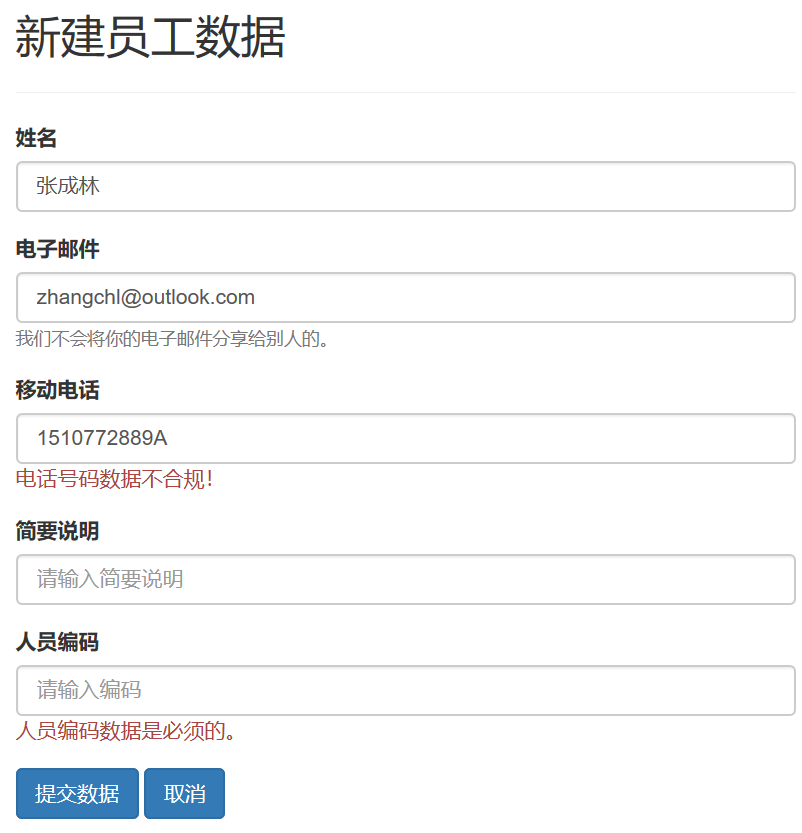 新建员工数据
姓名
张成林
电子邮件
zhangchl@outlook.com
我们不会将你的电子邮件分享给别人的。
移动电话
1510772889A
电话号码数据不合规！
简要说明
请输入简要说明
人员编码
请输入编码
人员编码数据是必须的。
提交数据 取消